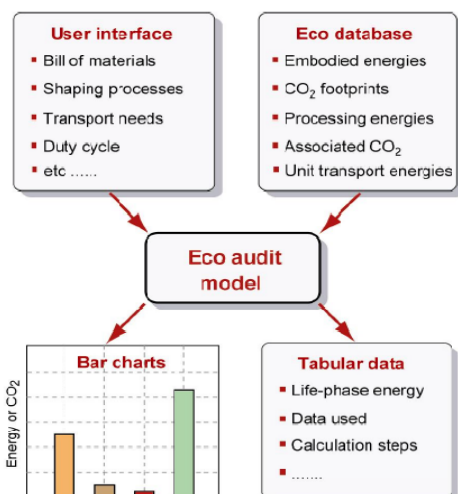 User interface
▪ Bill of materials
▪ Shaping processes
▪ Transport needs
▪ Duty cycle
▪ etc ......
Eco database
▪ Embodied energies
▪ CO₂ footprints
▪ Processing energies
▪ Associated CO₂
▪ Unit transport energies
Eco audit
model
Bar charts
Energy or CO₂
Tabular data
▪ Life-phase energy
▪ Data used
▪ Calculation steps
▪ .......